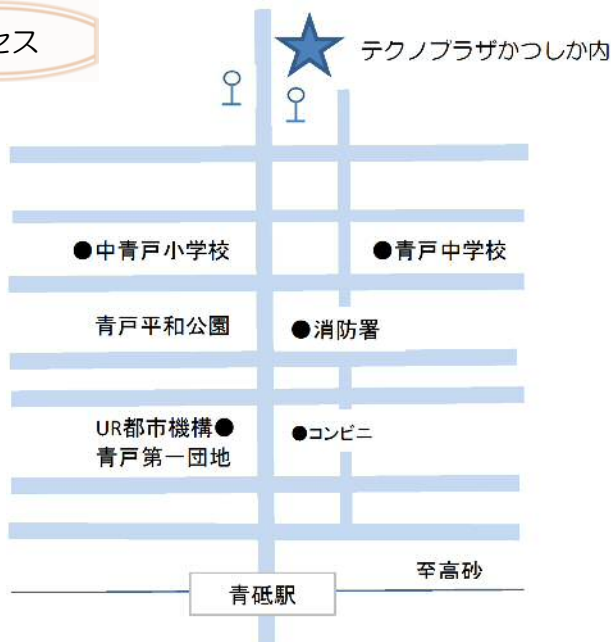 セス
テクノプラザかつしか内
●中青戸小学校
●青戸中学校
青戸平和公園
●消防署
UR都市機構●
青戸第一団地
●コンビニ
至高砂
青砥駅